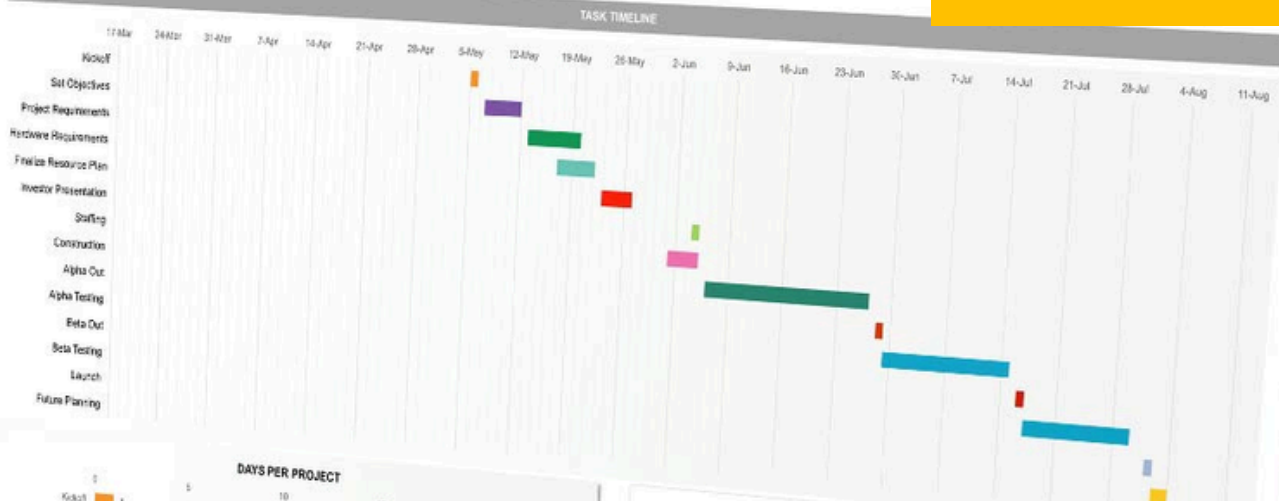 TASK TIMELINE
17-Mar 24-Mar 31-Mar 7-Apr 14-Apr 21-Apr 28-Apr 5-May 12-May 19-May 26-May 2-Jun 9-Jun 16-Jun 23-Jun 30-Jun 7-Jul 14-Jul 21-Jul 28-Jul 4-Aug 11-Aug
Kickoff
Set Objectives
Project Requirements
Hardware Requirements
Finalize Resource Plan
Investor Presentation
Staffing
Construction
Alpha Out
Alpha Testing
Beta Out
Beta Testing
Launch
Future Planning
DAYS PER PROJECT
0 5 10
Kickoff